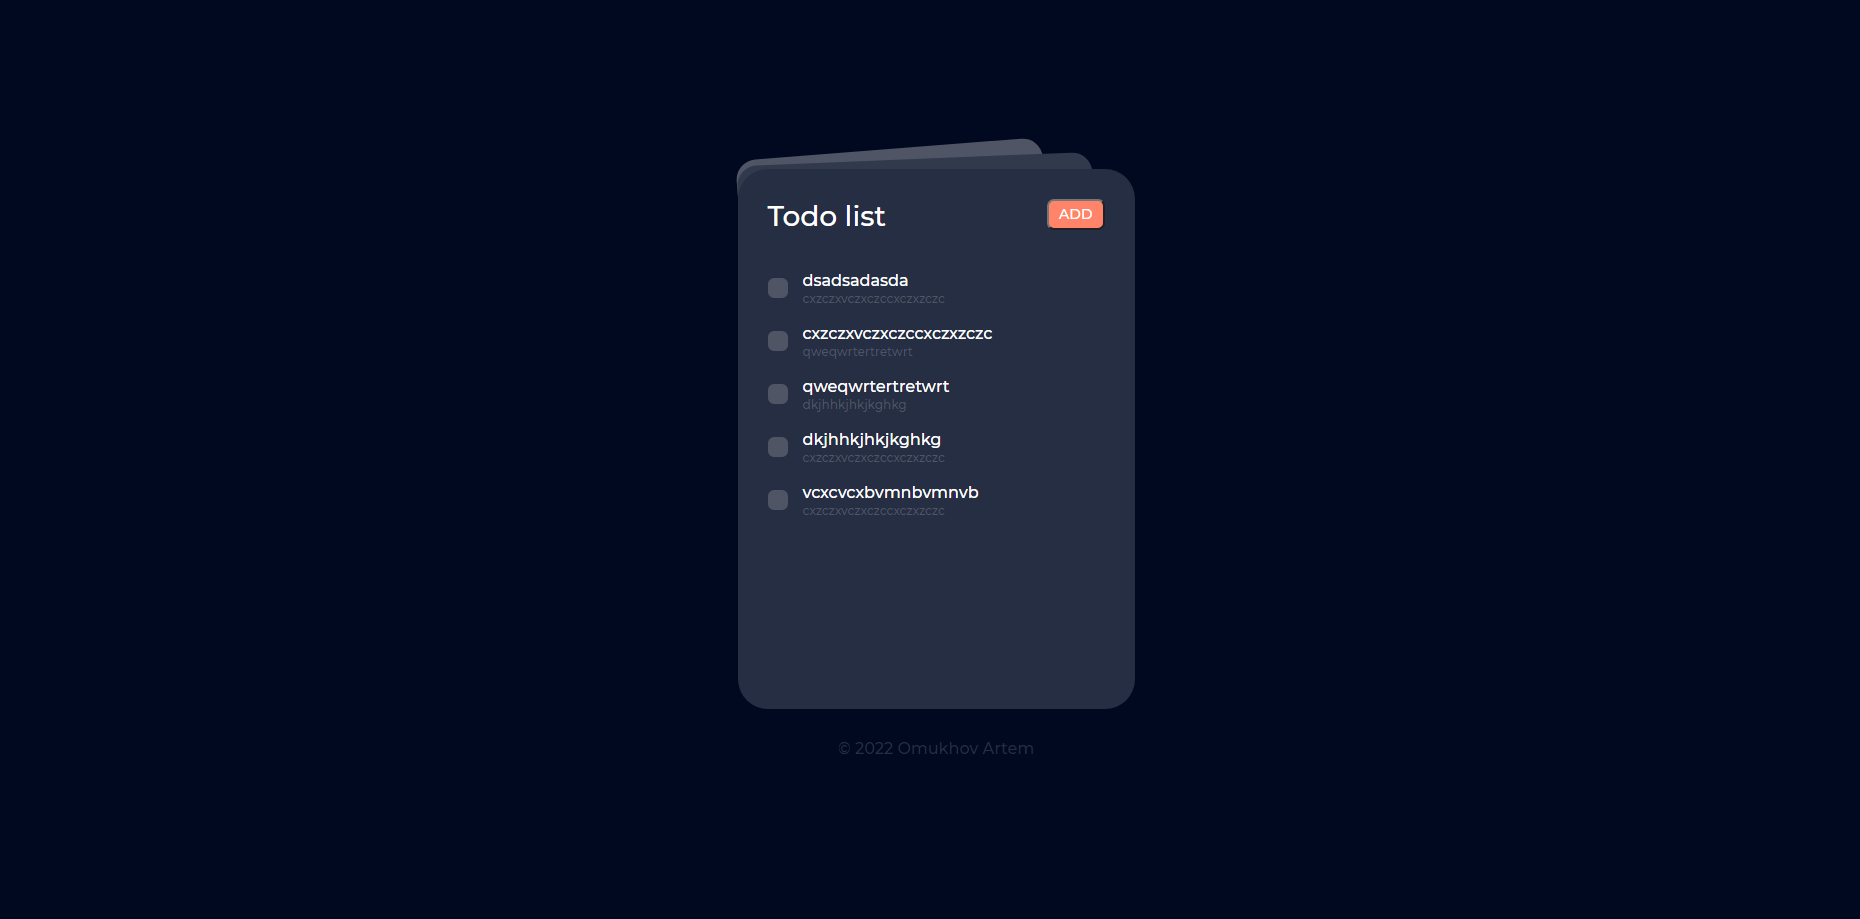 Todo list
ADD
dsadsadasda
cxzczxvczxczccxczxzczc
cxzczxvczxczccxczxzczc
qweqwrtertretwrt
qweqwrtertretwrt
dkjhhkjhkjkghkg
dkjhhkjhkjkghkg
cxzczxvczxczccxczxzczc
vcxcvcxbvmnbvmnvb
cxzczxvczxczccxczxzczc
© 2022 Omukhov Artem